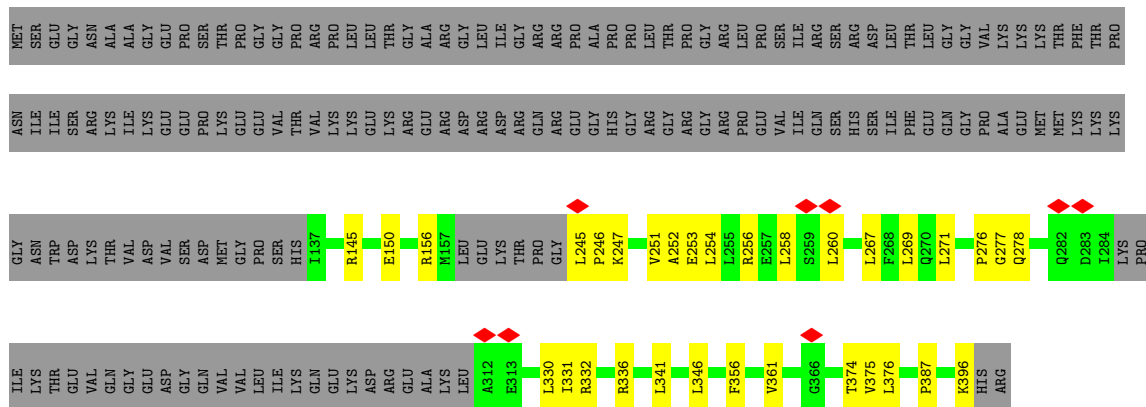 MET SER GLU GLY ASN ALA ALA GLY GLU PRO SER THR PRO GLY GLY PRO ARG PRO LEU LEU THR GLY ALA ARG GLY LEU ILE GLY ARG ARG PRO ALA PRO PRO LEU THR PRO GLY ARG LEU PRO SER ILE ARG SER ARG ASP LEU THR LEU GLY GLY VAL LYS LYS LYS THR PHE THR PRO
ASN ILE ILE SER ARG LYS ILE LYS GLU GLU PRO LYS GLU GLU VAL THR VAL LYS LYS GLU LYS ARG GLU ARG ASP ARG ASP ARG GLN ARG GLU GLY HIS GLY ARG GLY ARG GLY ARG PRO GLU VAL ILE GLN SER HIS SER ILE PHE GLU GLN GLY PRO ALA GLU MET MET LYS LYS LYS
GLY ASN TRP ASP LYS THR VAL ASP VAL SER ASP MET GLY PRO SER HIS I137 R145 E150 R156 M157 LEU GLU LYS THR PRO GLY L245 P246 K247 V251 A252 E253 L254 L255 R256 E257 L258 S259 L260 L267 F268 L269 Q270 L271 P276 G277 Q278 Q282 D283 I284 LYS PRO
ILE LYS THR GLU VAL GLN GLY GLU ASP GLY GLN VAL VAL LEU ILE LYS GLN GLU LYS ASP ARG GLU ALA LYS LEU A312 E313 L330 I331 R332 R336 L341 L346 F356 V361 G366 T374 V375 L376 P387 K396 HIS ARG